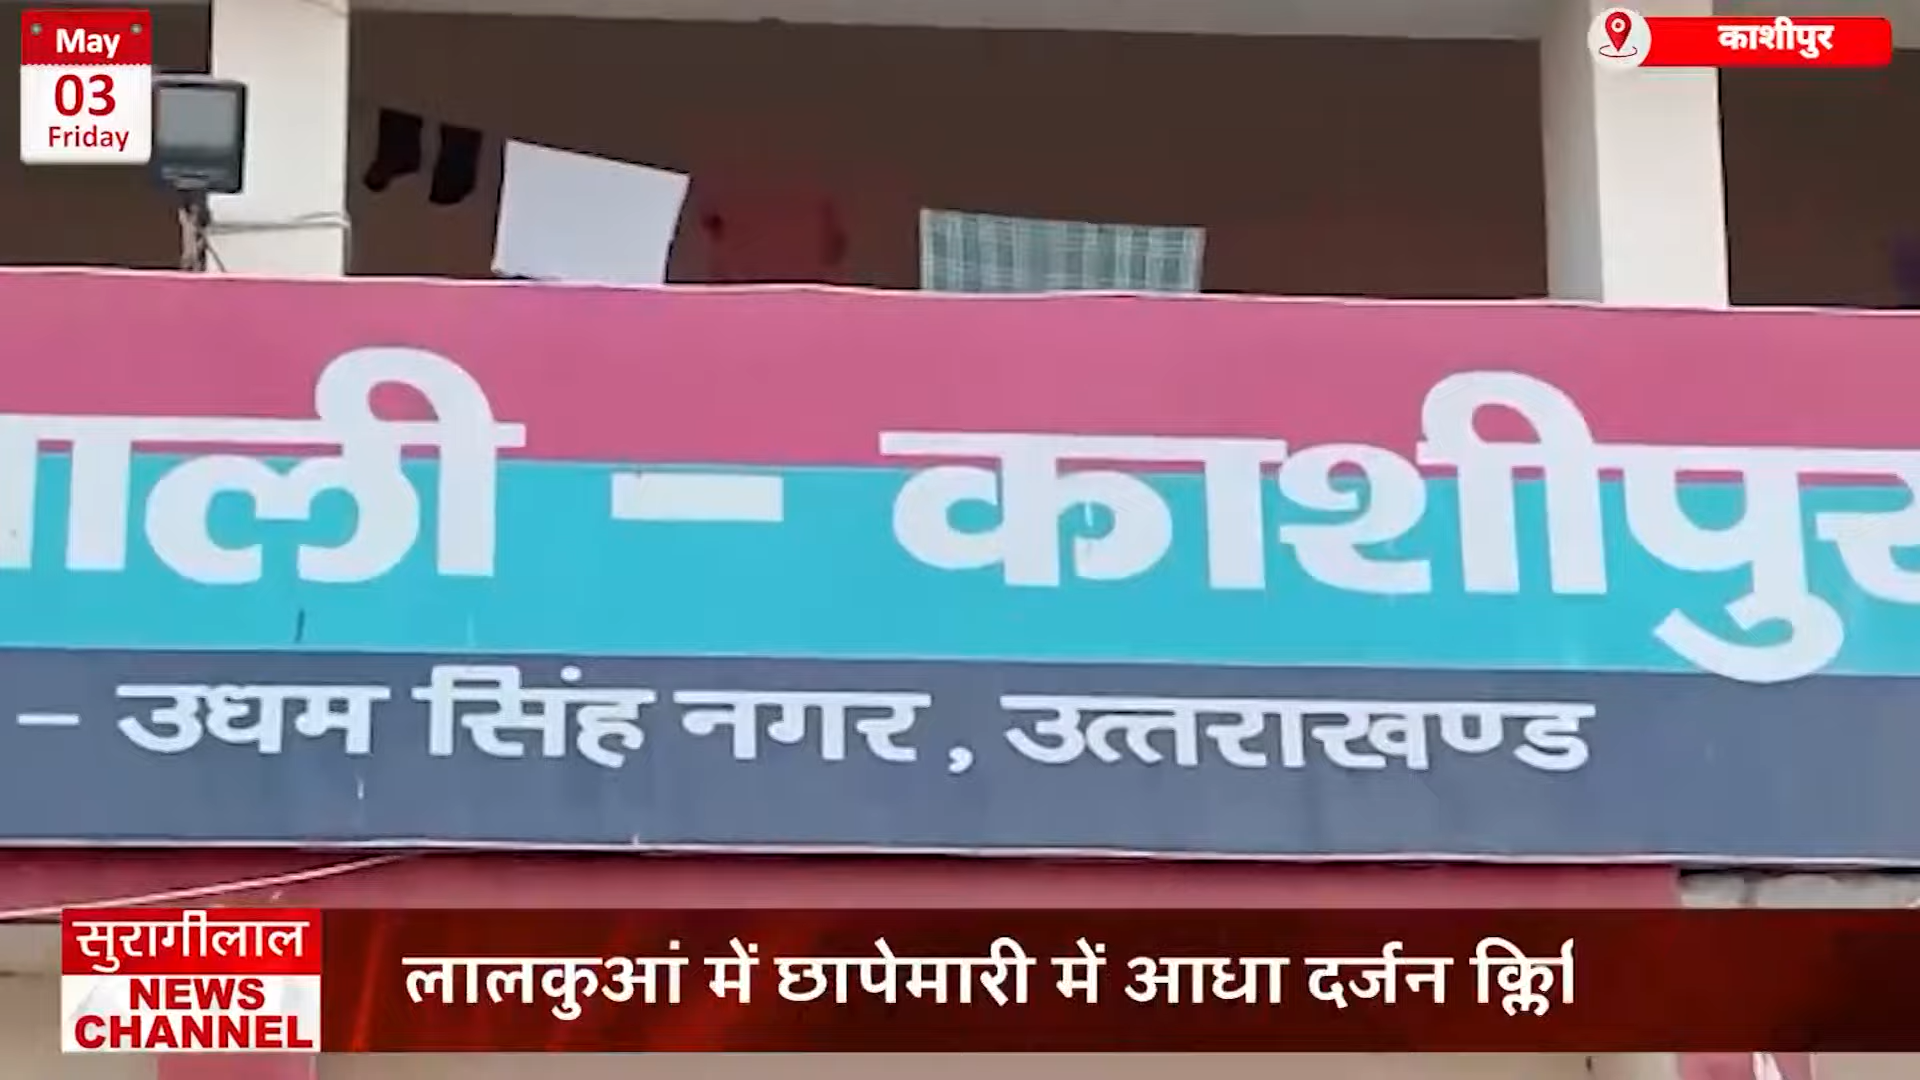 May
03
Friday
काशीपुर
- काशीपुर
– उधम सिंह नगर , उत्तराखण्ड
सुरागीलाल
NEWS
CHANNEL
लालकुआं में छापेमारी में आधा दर्जन